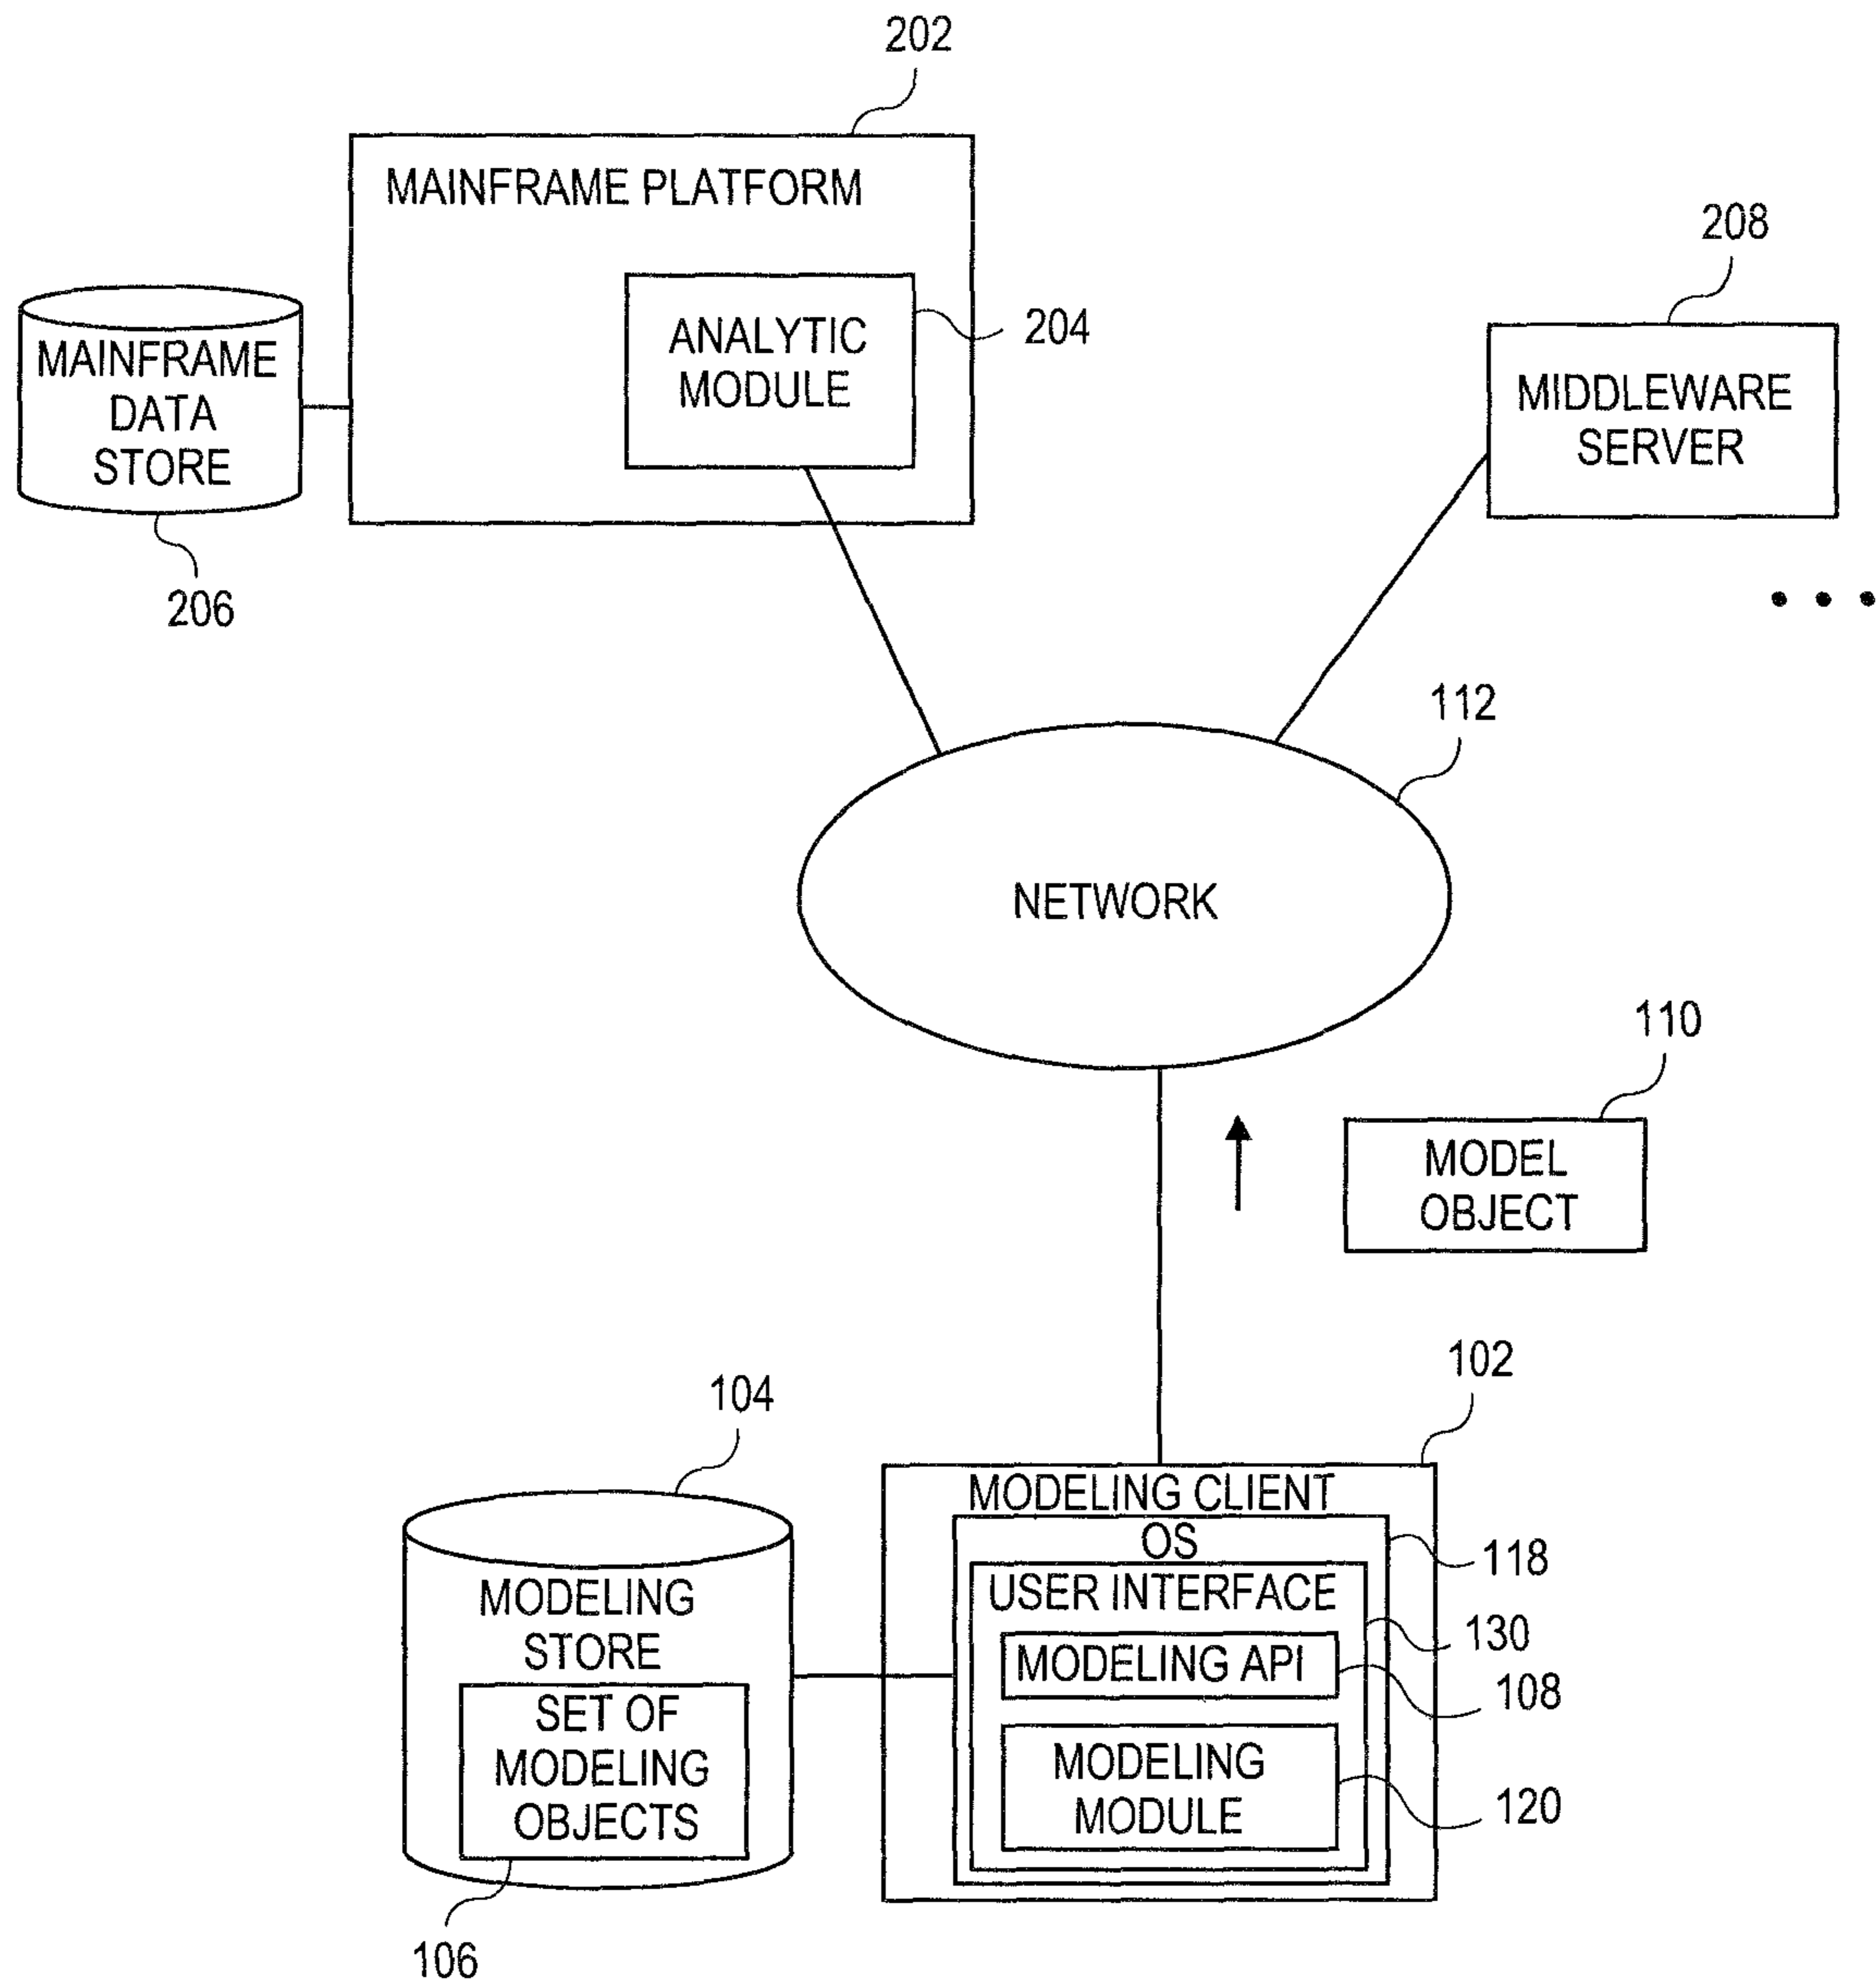 202
MAINFRAME PLATFORM
208
ANALYTIC
MODULE
204
MAINFRAME
DATA
STORE
MIDDLEWARE
SERVER
206
112
NETWORK
110
MODEL
OBJECT
102
104
MODELING CLIENT
OS
118
USER INTERFACE
130
MODELING API
108
MODELING
MODULE
120
MODELING
STORE
SET OF
MODELING
OBJECTS
106